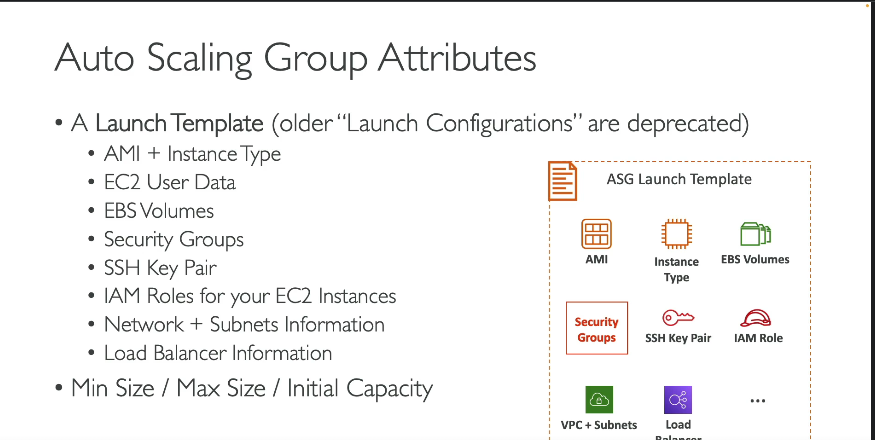 Auto Scaling Group Attributes
• A Launch Template (older “Launch Configurations” are deprecated)
• AMI + Instance Type
• EC2 User Data
• EBS Volumes
• Security Groups
• SSH Key Pair
• IAM Roles for your EC2 Instances
• Network + Subnets Information
• Load Balancer Information
• Min Size / Max Size / Initial Capacity
ASG Launch Template
AMI
Instance
Type
EBS Volumes
Security
Groups
SSH Key Pair
IAM Role
VPC + Subnets
Load
Balancer
...